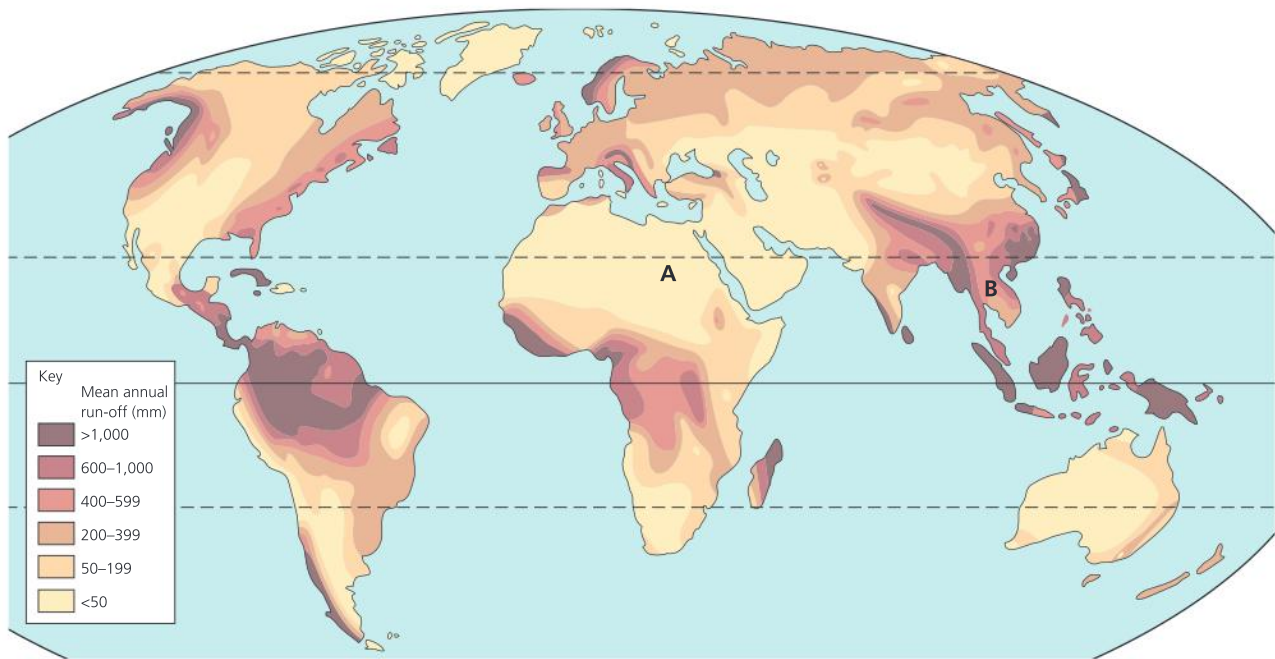 A
B
Key
Mean annual
run-off (mm)
>1,000
600–1,000
400–599
200–399
50–199
<50